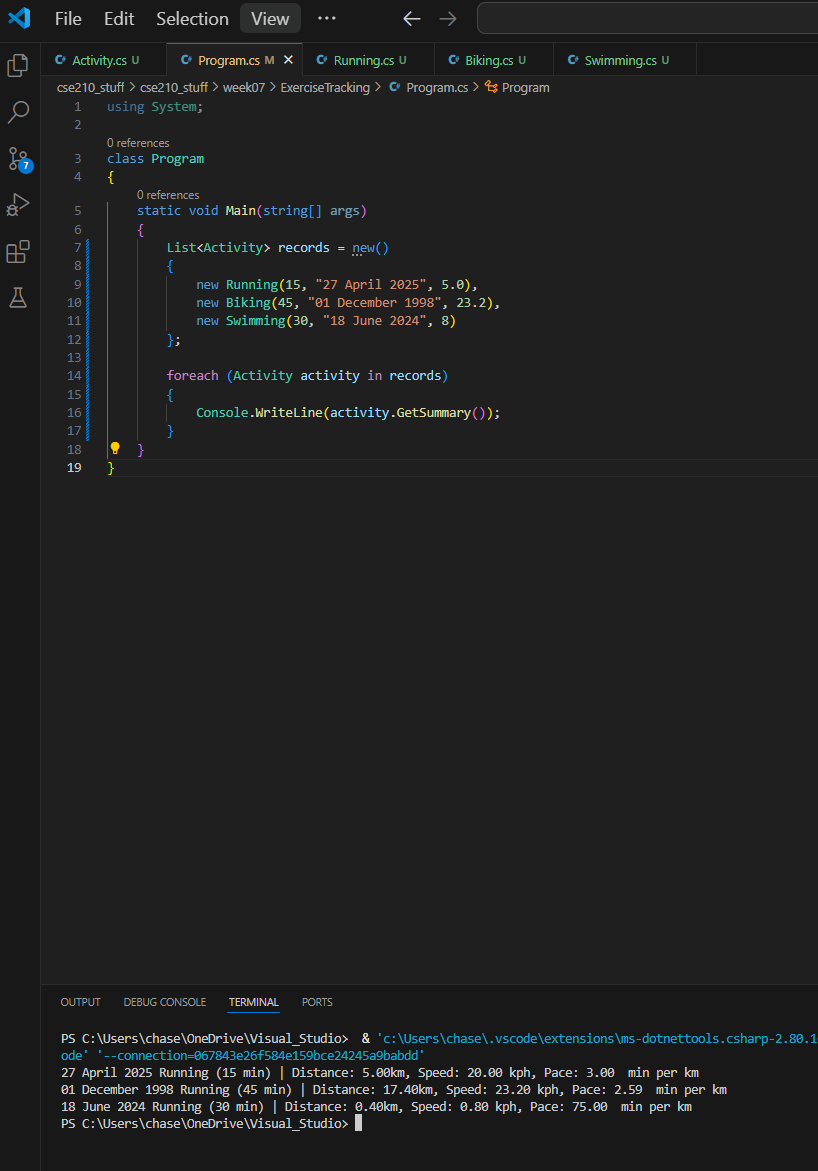 File Edit Selection View ...
Activity.cs U Program.cs M Running.cs U Biking.cs U Swimming.cs U
cse210_stuff > cse210_stuff > week07 > ExerciseTracking > Program.cs > Program
1 using System;
2
0 references
3 class Program
4 {
0 references
5 static void Main(string[] args)
6 {
7 List<Activity> records = new()
8 {
9 new Running(15, "27 April 2025", 5.0),
10 new Biking(45, "01 December 1998", 23.2),
11 new Swimming(30, "18 June 2024", 8)
12 };
13
14 foreach (Activity activity in records)
15 {
16 Console.WriteLine(activity.GetSummary());
17 }
18 }
19 }
7
OUTPUT DEBUG CONSOLE TERMINAL PORTS
PS C:\Users\chase\OneDrive\Visual_Studio> & 'c:\Users\chase\.vscode\extensions\ms-dotnettools.csharp-2.80.1
ode' '--connection=067843e26f584e159bce24245a9babdd'
27 April 2025 Running (15 min) | Distance: 5.00km, Speed: 20.00 kph, Pace: 3.00 min per km
01 December 1998 Running (45 min) | Distance: 17.40km, Speed: 23.20 kph, Pace: 2.59 min per km
18 June 2024 Running (30 min) | Distance: 0.40km, Speed: 0.80 kph, Pace: 75.00 min per km
PS C:\Users\chase\OneDrive\Visual_Studio>